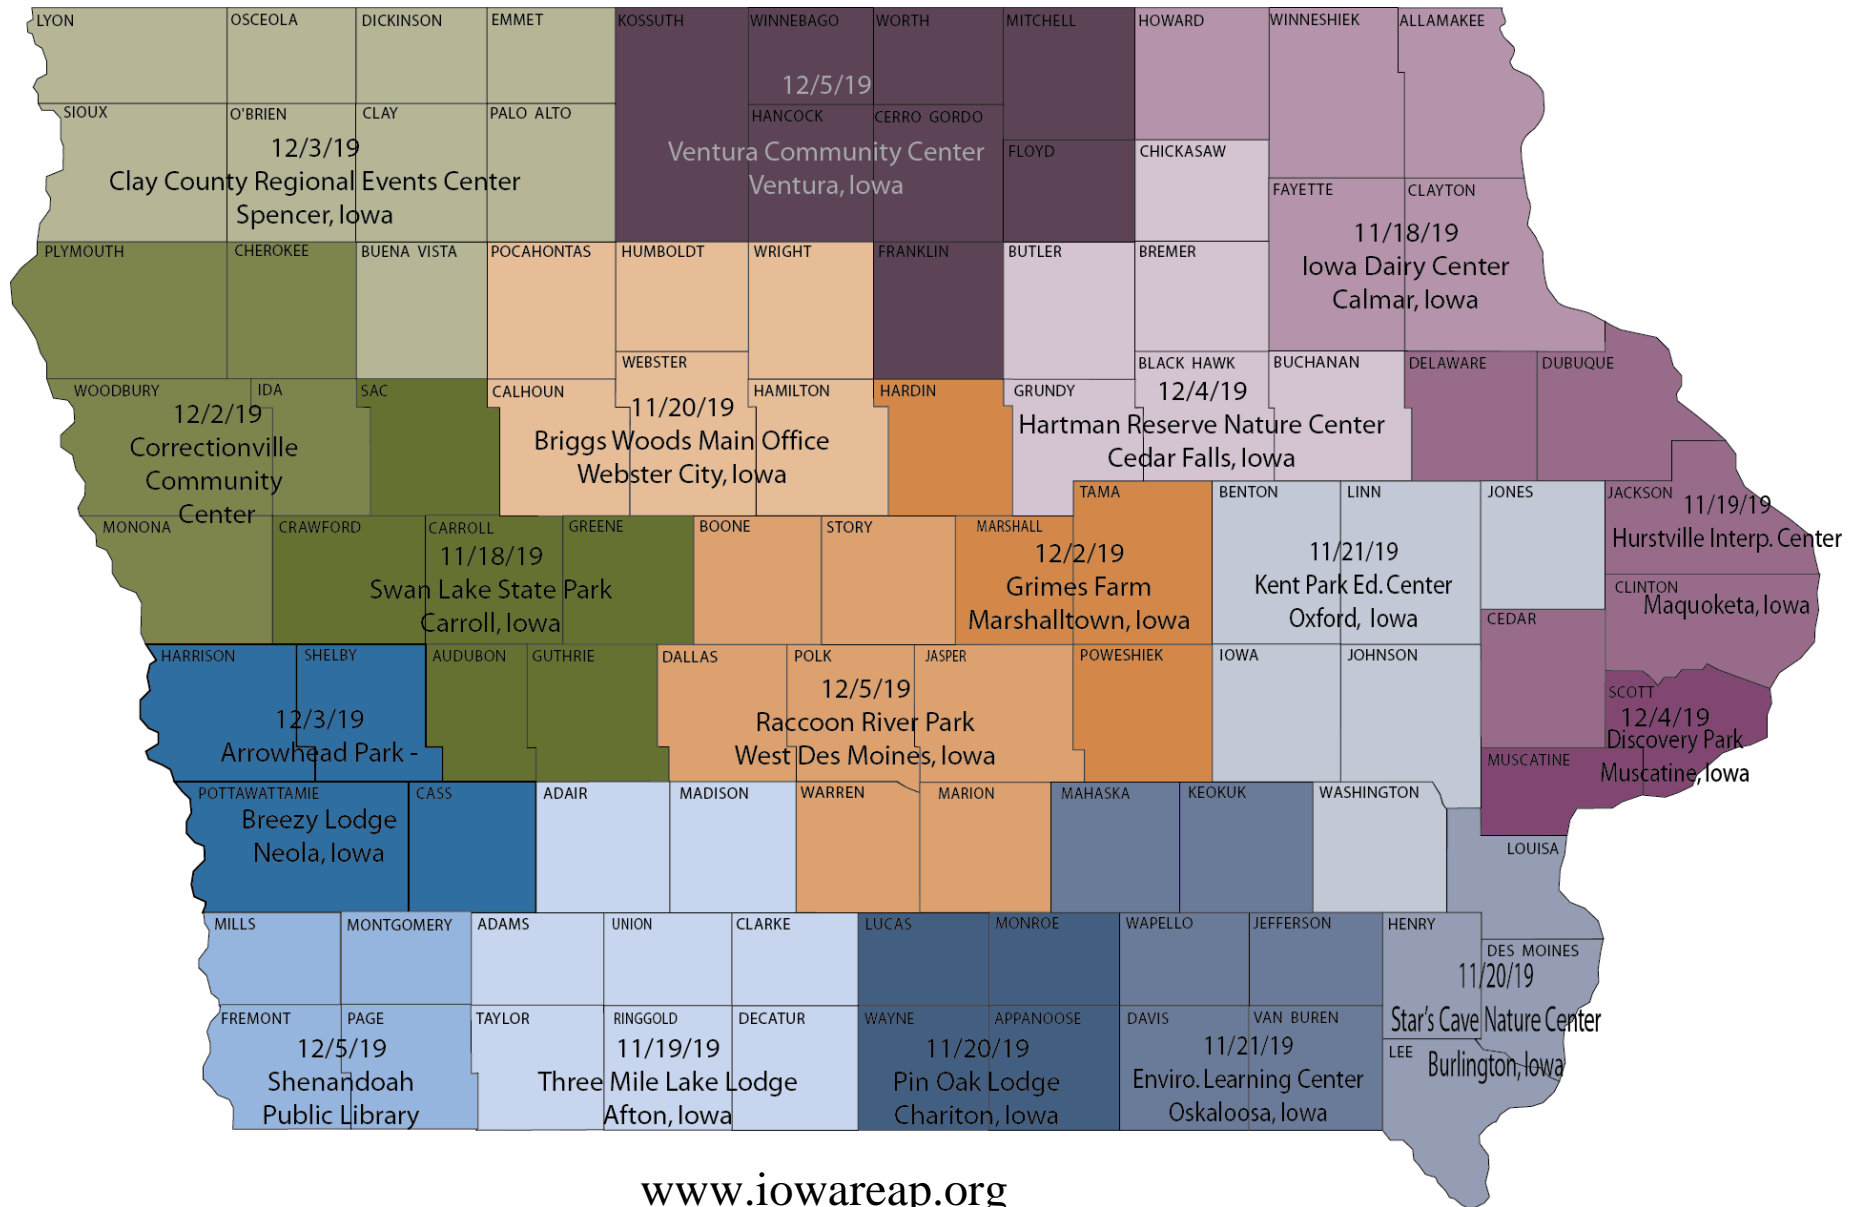 LYON OSCEOLA DICKINSON EMMET KOSSUTH WINNEBAGO WORTH MITCHELL HOWARD WINNESHIEK ALLAMAKEE
12/5/19
SIOUX O'BRIEN CLAY PALO ALTO HANCOCK CERRO GORDO
12/3/19
Clay County Regional Events Center
Spencer, Iowa
Ventura Community Center
Ventura, Iowa
FLOYD CHICKASAW
FAYETTE CLAYTON
11/18/19
Iowa Dairy Center
Calmar, Iowa
PLYMOUTH CHEROKEE BUENA VISTA POCAHONTAS HUMBOLDT WRIGHT FRANKLIN BUTLER BREMER
WEBSTER BLACK HAWK BUCHANAN DELAWARE DUBUQUE
WOODBURY IDA SAC CALHOUN HAMILTON HARDIN GRUNDY
12/2/19
Correctionville
Community
Center
11/20/19
Briggs Woods Main Office
Webster City, Iowa
12/4/19
Hartman Reserve Nature Center
Cedar Falls, Iowa
TAMA BENTON LINN JONES JACKSON
11/19/19
Hurstville Interp. Center
CLINTON
Maquoketa, Iowa
MONONA CRAWFORD CARROLL GREENE BOONE STORY MARSHALL
11/18/19
Swan Lake State Park
Carroll, Iowa
12/2/19
Grimes Farm
Marshalltown, Iowa
11/21/19
Kent Park Ed. Center
Oxford, Iowa
CEDAR
HARRISON SHELBY AUDUBON GUTHRIE DALLAS POLK JASPER POWESHIEK IOWA JOHNSON
12/3/19
Arrowhead Park -
12/5/19
Raccoon River Park
West Des Moines, Iowa
SCOTT
12/4/19
Discovery Park
MUSCATINE
Muscatine, Iowa
POTTAWATTAMIE CASS ADAIR MADISON WARREN MARION MAHASKA KEOKUK WASHINGTON
Breezy Lodge
Neola, Iowa
LOUISA
MILLS MONTGOMERY ADAMS UNION CLARKE LUCAS MONROE WAPELLO JEFFERSON HENRY
DES MOINES
11/20/19
Star's Cave Nature Center
LEE
Burlington, Iowa
FREMONT PAGE TAYLOR RINGGOLD DECATUR WAYNE APPANOOSE DAVIS VAN BUREN
12/5/19
Shenandoah
Public Library
11/19/19
Three Mile Lake Lodge
Afton, Iowa
11/20/19
Pin Oak Lodge
Chariton, Iowa
11/21/19
Enviro. Learning Center
Oskaloosa, Iowa
www.iowareap.org